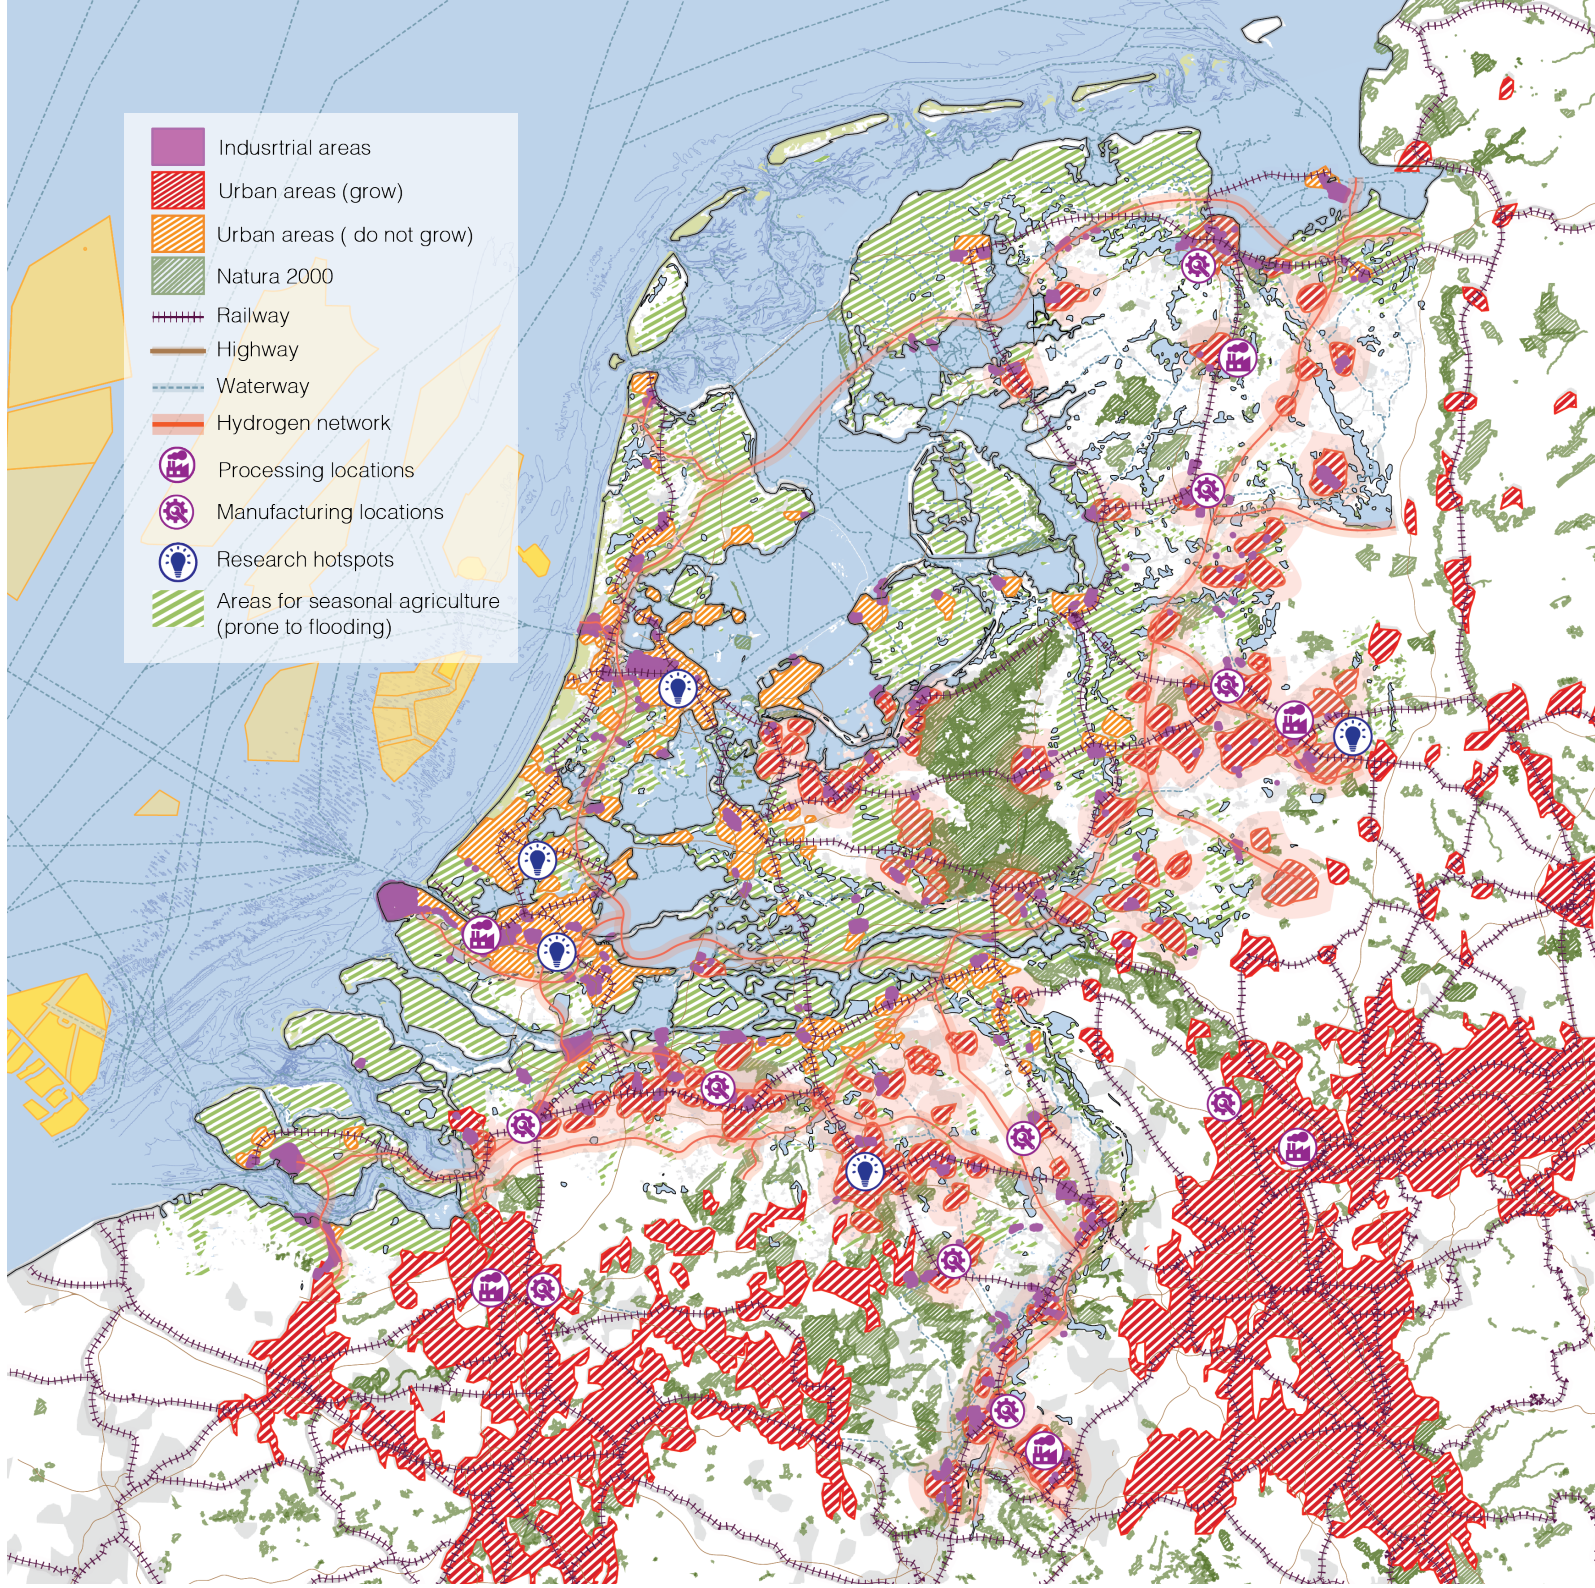 Indusrtrial areas
Urban areas (grow)
Urban areas ( do not grow)
Natura 2000
Railway
Highway
Waterway
Hydrogen network
Processing locations
Manufacturing locations
Research hotspots
Areas for seasonal agriculture
(prone to flooding)